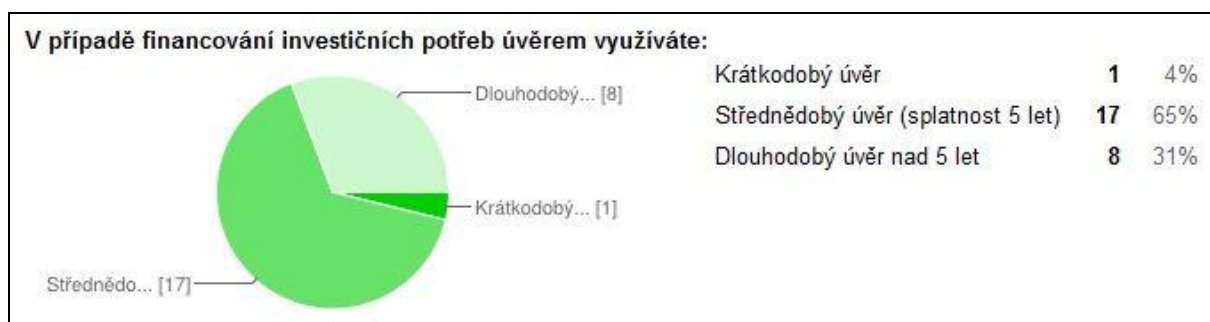 V případě financování investičních potřeb úvěrem využíváte:
Dlouhodobý... [8]
Krátkodobý... [1]
Střednědo... [17]
Krátkodobý úvěr 1 4%
Střednědobý úvěr (splatnost 5 let) 17 65%
Dlouhodobý úvěr nad 5 let 8 31%